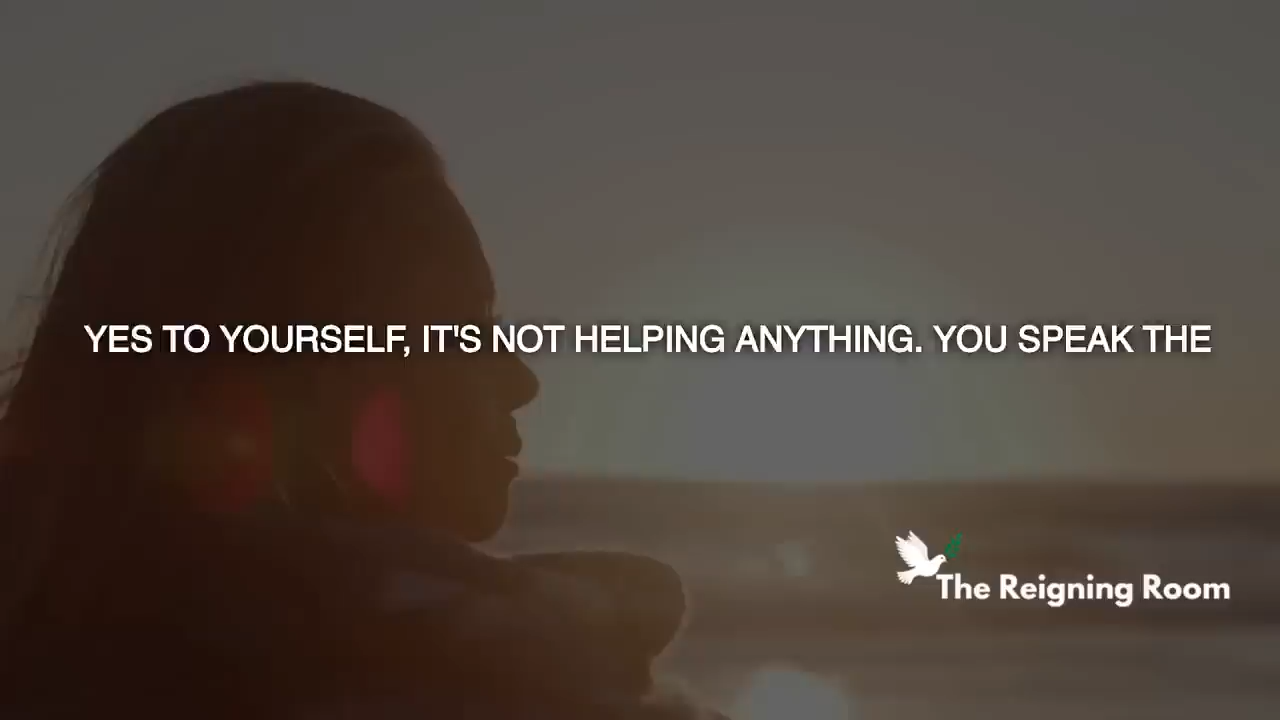 YES TO YOURSELF, IT'S NOT HELPING ANYTHING. YOU SPEAK THE
The Reigning Room